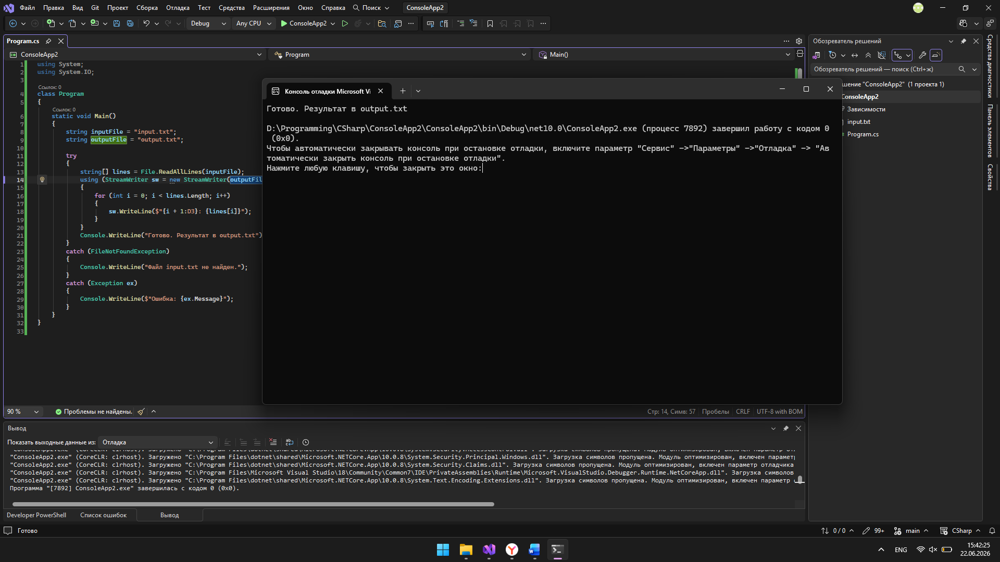 Файл Правка Вид Git Проект Сборка Отладка Тест Средства Расширения Окно Справка Поиск ConsoleApp2
Debug Any CPU ConsoleApp2
Program.cs
ConsoleApp2 Program Main()
1 using System;
2 using System.IO;
3
Ссылок: 0
4 class Program
5 {
Ссылок: 0
6 static void Main()
7 {
8 string inputFile = "input.txt";
9 string outputFile = "output.txt";
10
11 try
12 {
13 string[] lines = File.ReadAllLines(inputFile);
14 using (StreamWriter sw = new StreamWriter(outputFil
15 {
16 for (int i = 0; i < lines.Length; i++)
17 {
18 sw.WriteLine($"{i + 1:D3}: {lines[i]}");
19 }
20 }
21 Console.WriteLine("Готово. Результат в output.txt")
22 }
23 catch (FileNotFoundException)
24 {
25 Console.WriteLine("Файл input.txt не найден.");
26 }
27 catch (Exception ex)
28 {
29 Console.WriteLine($"Ошибка: {ex.Message}");
30 }
31 }
32 }
33
Консоль отладки Microsoft Vi
Готово. Результат в output.txt
D:\Programming\CSharp\ConsoleApp2\ConsoleApp2\bin\Debug\net10.0\ConsoleApp2.exe (процесс 7892) завершил работу с кодом 0
(0x0).
Чтобы автоматически закрывать консоль при остановке отладки, включите параметр "Сервис" ->"Параметры" ->"Отладка" -> "Ав
томатически закрыть консоль при остановке отладки".
Нажмите любую клавишу, чтобы закрыть это окно:
Обозреватель решений
Обозреватель решений — поиск (Ctrl+ж)
шение "ConsoleApp2" (1 проекта 1)
ConsoleApp2
Зависимости
input.txt
Program.cs
Средства диагностики
Панель элементов
Свойства
90 % Проблемы не найдены. Стр: 14, Симв: 57 Пробелы CRLF UTF-8 with BOM
Вывод
Показать выходные данные из: Отладка
"ConsoleApp2.exe" (CoreCLR: clrhost). Загружено "C:\Program Files\dotnet\shared\Microsoft.NETCore.App\10.0.8\System.Security.Principal.Windows.dll". Загрузка символов пропущена. Модуль оптимизирован, включен парамет
"ConsoleApp2.exe" (CoreCLR: clrhost). Загружено "C:\Program Files\dotnet\shared\Microsoft.NETCore.App\10.0.8\System.Security.Claims.dll". Загрузка символов пропущена. Модуль оптимизирован, включен параметр отладчика
"ConsoleApp2.exe" (CoreCLR: clrhost). Загружено "C:\Program Files\Microsoft Visual Studio\18\Community\Common7\IDE\PrivateAssemblies\Runtime\Microsoft.VisualStudio.Debugger.Runtime.NetCoreApp.dll". Загрузка символов
"ConsoleApp2.exe" (CoreCLR: clrhost). Загружено "C:\Program Files\dotnet\shared\Microsoft.NETCore.App\10.0.8\System.Text.Encoding.Extensions.dll". Загрузка символов пропущена. Модуль оптимизирован, включен параметр
Программа "[7892] ConsoleApp2.exe" завершилась с кодом 0 (0x0).
Developer PowerShell Список ошибок Вывод
Готово 0 / 0 99+ main CSharp
ENG 15:42:25
22.06.2026